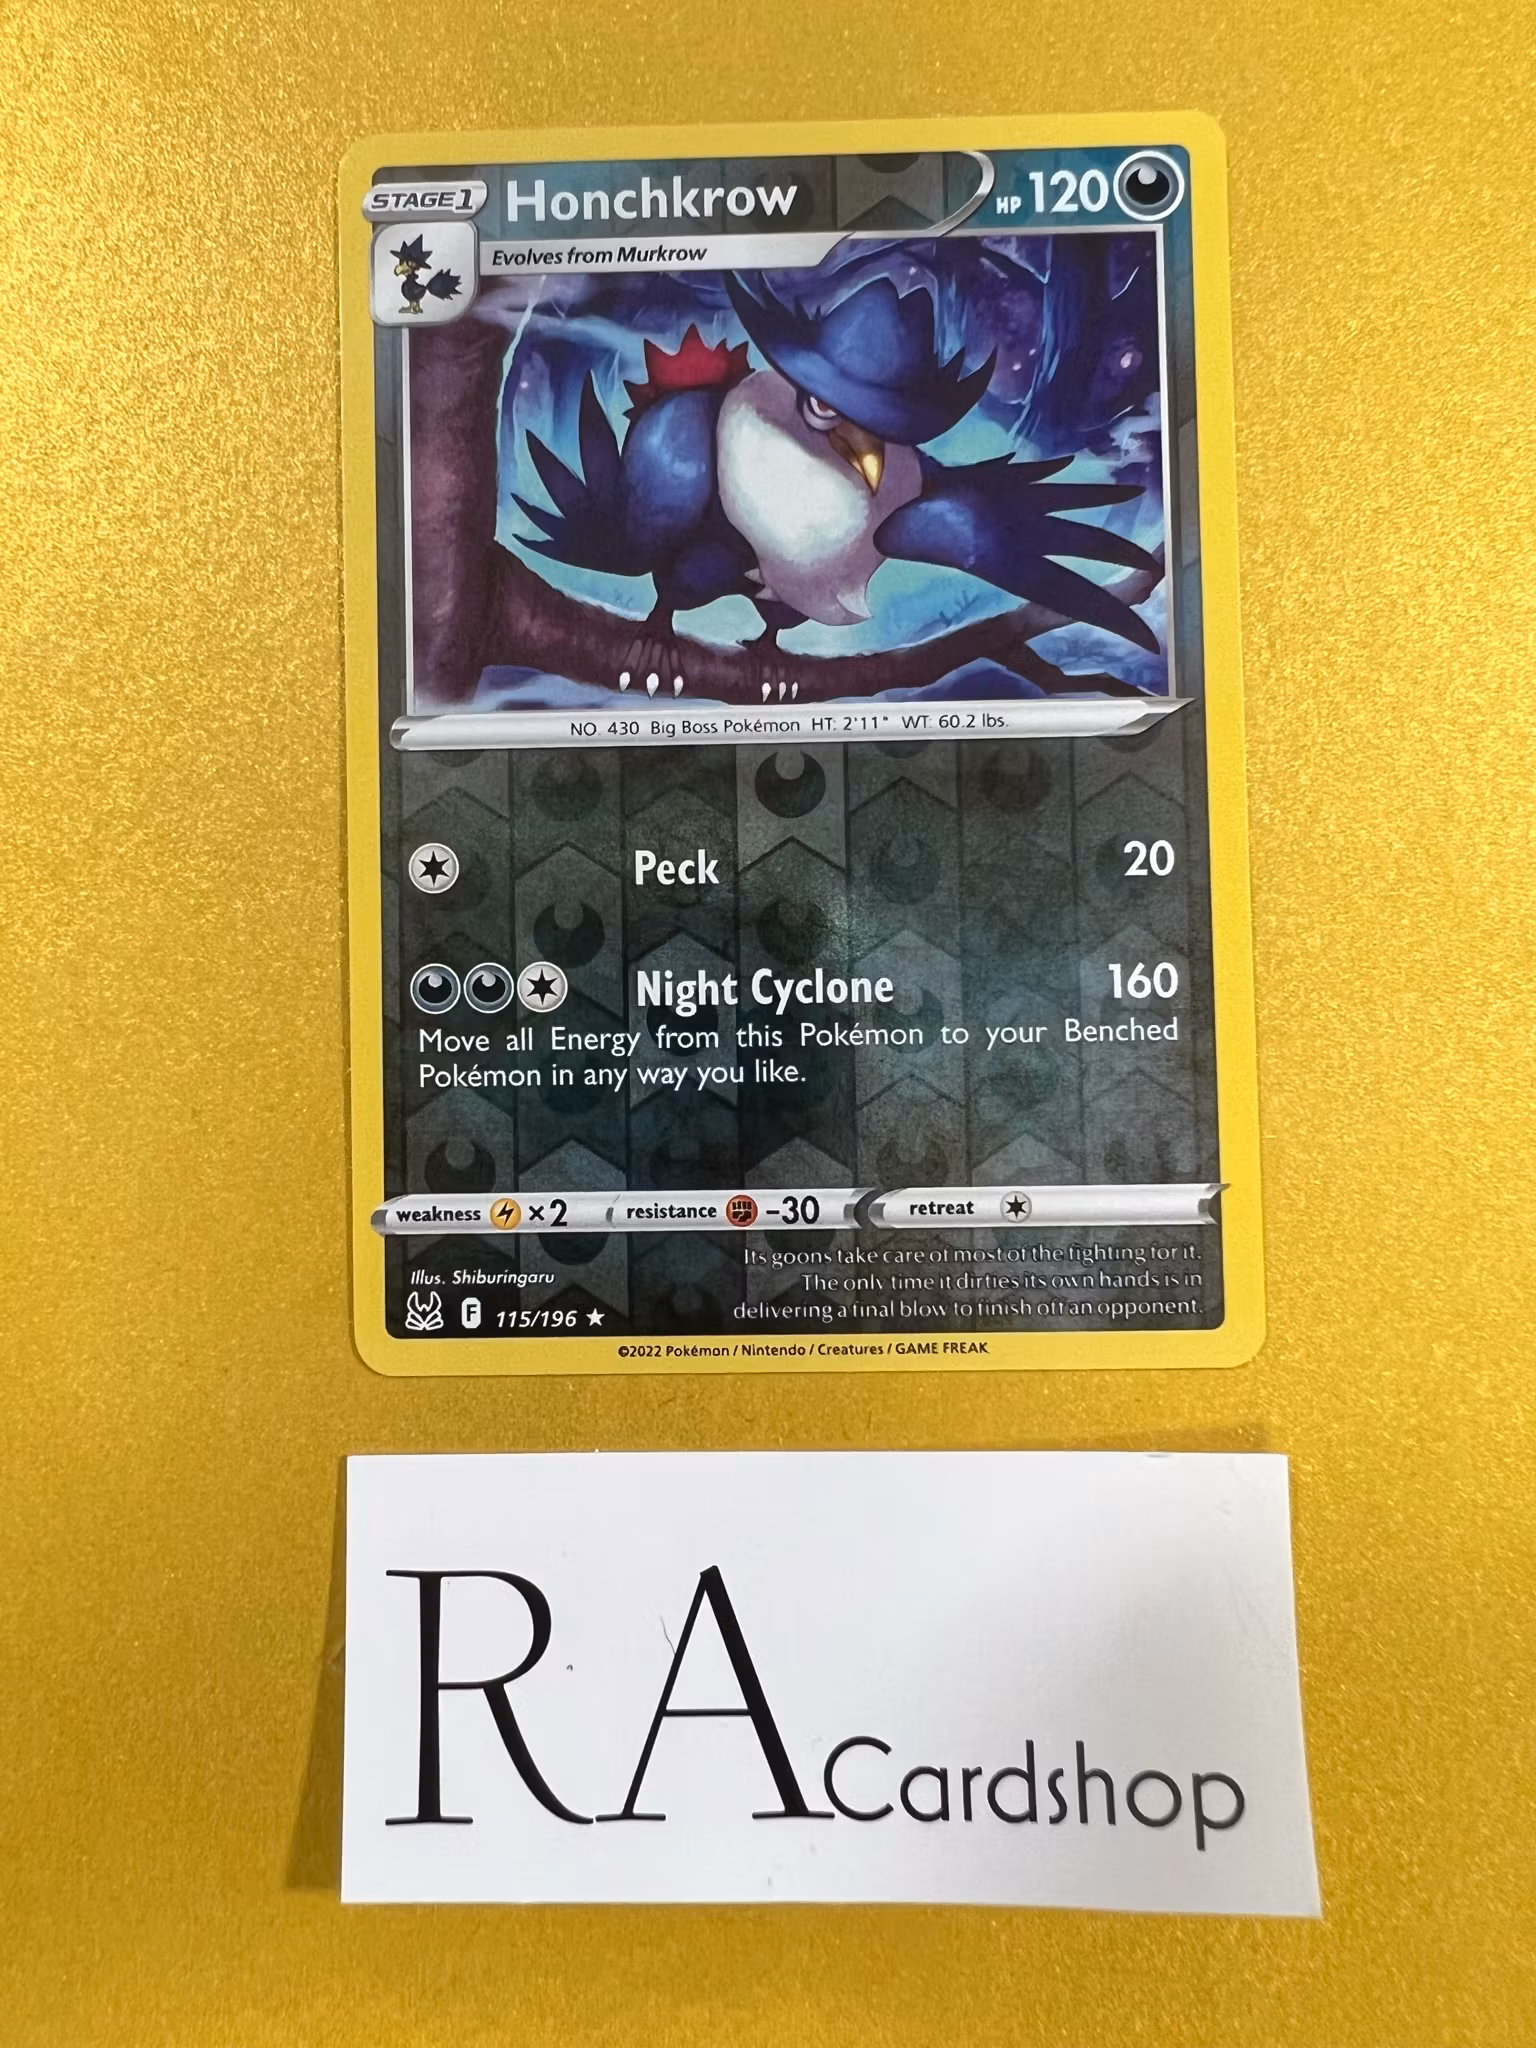 STAGE 1 Honchkrow HP 120
Evolves from Murkrow
NO. 430 Big Boss Pokémon HT: 2'11" WT: 60.2 lbs.
Peck 20
Night Cyclone 160
Move all Energy from this Pokémon to your Benched
Pokémon in any way you like.
weakness ×2 resistance -30 retreat
Its goons take care of most of the fighting for it.
The only time it dirties its own hands is in
delivering a final blow to finish off an opponent.
Illus. Shiburingaru
F 115/196 ★
©2022 Pokémon / Nintendo / Creatures / GAME FREAK
RA Cardshop